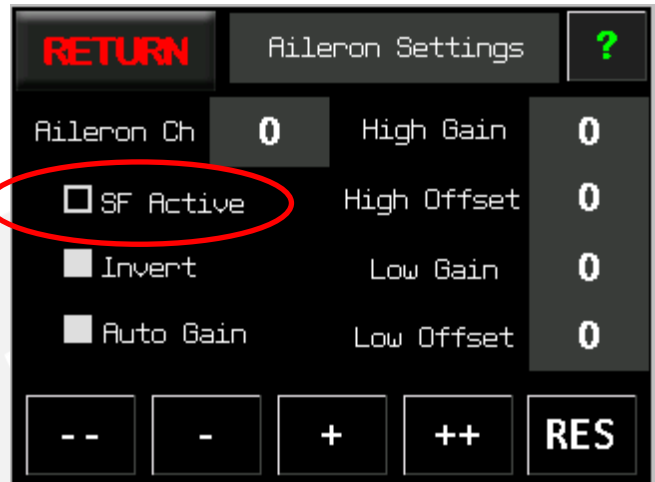 RETURN Aileron Settings ?
Aileron Ch 0 High Gain 0
SF Active High Offset 0
Invert Low Gain 0
Auto Gain Low Offset 0
-- - + ++ RES